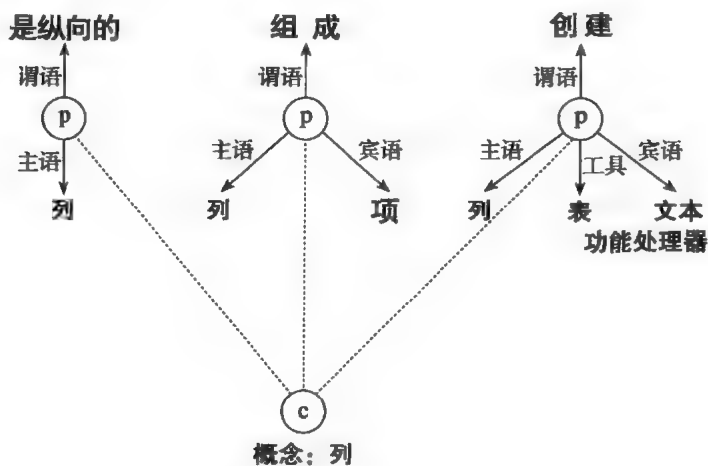 是纵向的 组成 创建
谓语 谓语 谓语
p p p
主语 主语 宾语 主语 工具 宾语
列 列 项 列 表 文本
功能处理器
c
概念：列